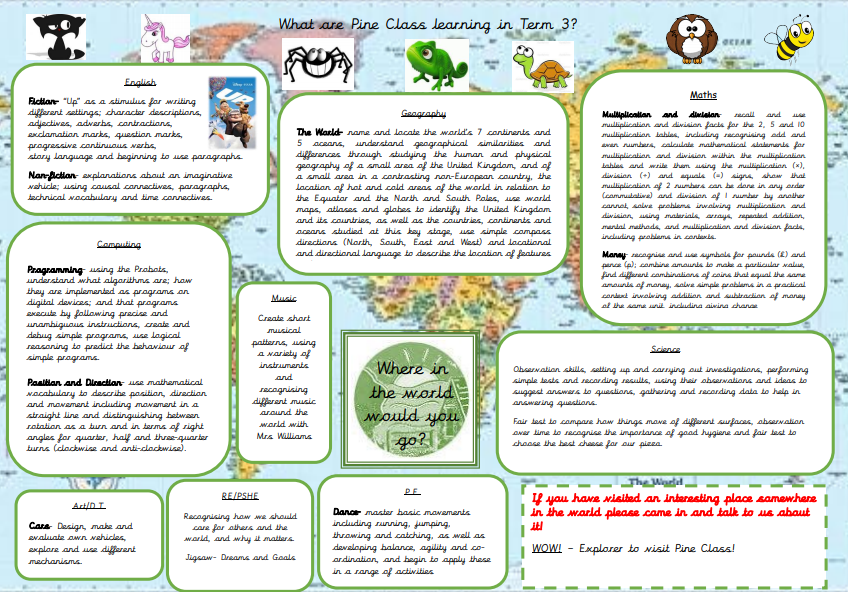 What are Pine Class learning in Term 3?
OCEAN
English
Fiction- "Up" as a stimulus for writing
different settings; character descriptions,
adjectives, adverbs, contractions,
exclamation marks, question marks,
progressive continuous verbs,
story language and beginning to use paragraphs.
UP
Non-fiction- explanations about an imaginative
vehicle; using causal connectives, paragraphs,
technical vocabulary and time connectives.
Geography
The World- name and locate the world's 7 continents and
5 oceans, understand geographical similarities and
differences through studying the human and physical
geography of a small area of the United Kingdom, and of
a small area in a contrasting non-European country, the
location of hot and cold areas of the world in relation to
the Equator and the North and South Poles, use world
maps, atlases and globes to identify the United Kingdom
and its countries, as well as the countries, continents and
oceans studied at this key stage, use simple compass
directions (North, South, East and West) and locational
and directional language to describe the location of features
Maths
Multiplication and division- recall and use
multiplication and division facts for the 2, 5 and 10
multiplication tables, including recognising odd and
even numbers, calculate mathematical statements for
multiplication and division within the multiplication
tables and write them using the multiplication (×),
division (÷) and equals (=) signs, show that
multiplication of 2 numbers can be done in any order
(commutative) and division of 1 number by another
cannot, solve problems involving multiplication and
division, using materials, arrays, repeated addition,
mental methods, and multiplication and division facts,
including problems in contexts.
Money- recognise and use symbols for pounds (£) and
pence (p); combine amounts to make a particular value,
find different combinations of coins that equal the same
amounts of money, solve simple problems in a practical
context involving addition and subtraction of money
of the same unit, including giving change
Computing
Programming- using the Probots,
understand what algorithms are; how
they are implemented as programs on
digital devices; and that programs
execute by following precise and
unambiguous instructions, create and
debug simple programs, use logical
reasoning to predict the behaviour of
simple programs.
Position and Direction- use mathematical
vocabulary to describe position, direction
and movement including movement in a
straight line and distinguishing between
rotation as a turn and in terms of right
angles for quarter, half and three-quarter
turns (clockwise and anti-clockwise).
Music
Create short
musical
patterns, using
a variety of
instruments
and
recognising
different music
around the
world with
Mrs Williams
Where in
the world
would you
go?
Science
Observation skills, setting up and carrying out investigations, performing
simple tests and recording results, using their observations and ideas to
suggest answers to questions, gathering and recording data to help in
answering questions.
Fair test to compare how things move of different surfaces, observation
over time to recognise the importance of good hygiene and fair test to
choose the best cheese for our pizza.
Art/D.T.
Cars- Design, make and
evaluate own vehicles,
explore and use different
mechanisms.
RE/PSHE
Recognising how we should
care for others and the
world, and why it matters.
Jigsaw- Dreams and Goals
P.E.
Dance- master basic movements
including running, jumping,
throwing and catching, as well as
developing balance, agility and co-
ordination, and begin to apply these
in a range of activities
The World
If you have visited an interesting place somewhere
in the world please come in and talk to us about
it!
WOW! - Explorer to visit Pine Class!